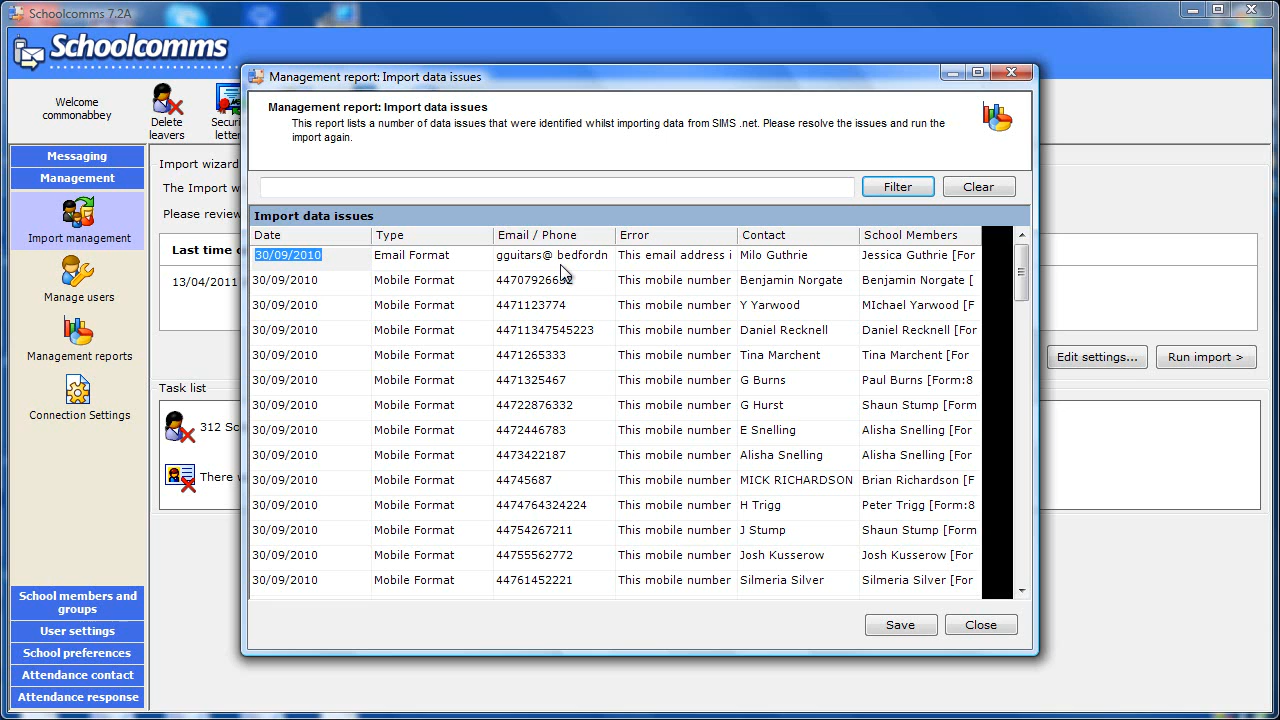 Schoolcomms 7.2A
Schoolcomms
Welcome
commonabbey
Delete
leavers
Secur
letter
Messaging
Management
Import management
Manage users
Management reports
Connection Settings
School members and
groups
User settings
School preferences
Attendance contact
Attendance response
Import wizard
The Import w
Please review
Last time
13/04/2011
Edit settings...
Run import >
Task list
312 Sc
There
Management report: Import data issues
Management report: Import data issues
This report lists a number of data issues that were identified whilst importing data from SIMS .net. Please resolve the issues and run the
import again.
Filter
Clear
Import data issues
Date Type Email / Phone Error Contact School Members
30/09/2010 Email Format gguitars@ bedfordn This email address i Milo Guthrie Jessica Guthrie [For
30/09/2010 Mobile Format This mobile number Benjamin Norgate Benjamin Norgate [
30/09/2010 Mobile Format 4471123774 This mobile number Y Yarwood MIchael Yarwood [For
30/09/2010 Mobile Format 44711347545223 This mobile number Daniel Recknell Daniel Recknell [For
30/09/2010 Mobile Format 4471265333 This mobile number Tina Marchent Tina Marchent [For
30/09/2010 Mobile Format 4471325467 This mobile number G Burns Paul Burns [Form:8
30/09/2010 Mobile Format 44722876332 This mobile number G Hurst Shaun Stump [Form
30/09/2010 Mobile Format 4472446783 This mobile number E Snelling Alisha Snelling [For
30/09/2010 Mobile Format 4473422187 This mobile number Alisha Snelling Alisha Snelling [For
30/09/2010 Mobile Format 44745687 This mobile number MICK RICHARDSON Brian Richardson [F
30/09/2010 Mobile Format 4474764324224 This mobile number H Trigg Peter Trigg [Form:8
30/09/2010 Mobile Format 44754267211 This mobile number J Stump Shaun Stump [For
30/09/2010 Mobile Format 44755562772 This mobile number Josh Kusserow Josh Kusserow [For
30/09/2010 Mobile Format 44761452221 This mobile number Silmeria Silver Silmeria Silver [For
Save
Close